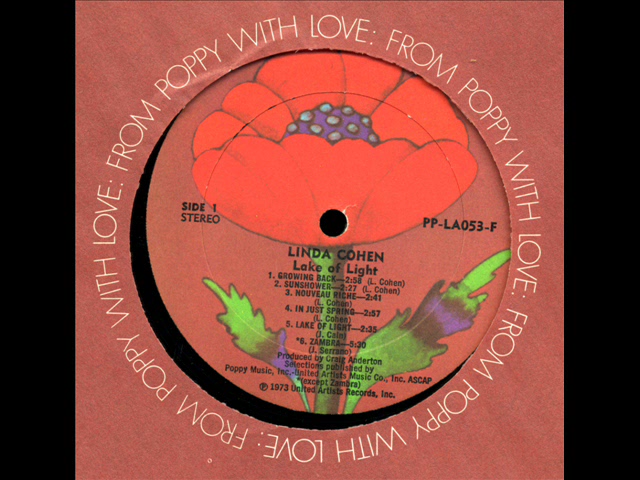 FROM POPPY WITH LOVE: FROM POPPY WITH LOVE: FROM POPPY WITH LOVE: FROM POPPY WITH LOVE:
SIDE 1
STEREO
PP-LA053-F
LINDA COHEN
Lake of Light
1. GROWING BACK—2:58 (L. Cohen)
2. SUNSHOWER—2:27 (L. Cohen)
3. NOUVEAU RICHE—2:41
(L. Cohen)
4. IN JUST SPRING—2:57
(L. Cohen)
5. LAKE OF LIGHT—2:35
(J. Cain)
*6. ZAMBRA—5:30
(J. Serrano)
Produced by Craig Anderton
Selections published by
Poppy Music, Inc.-United Artists Music Co., Inc. ASCAP
(except Zambra)
Ⓟ 1973 United Artists Records, Inc.